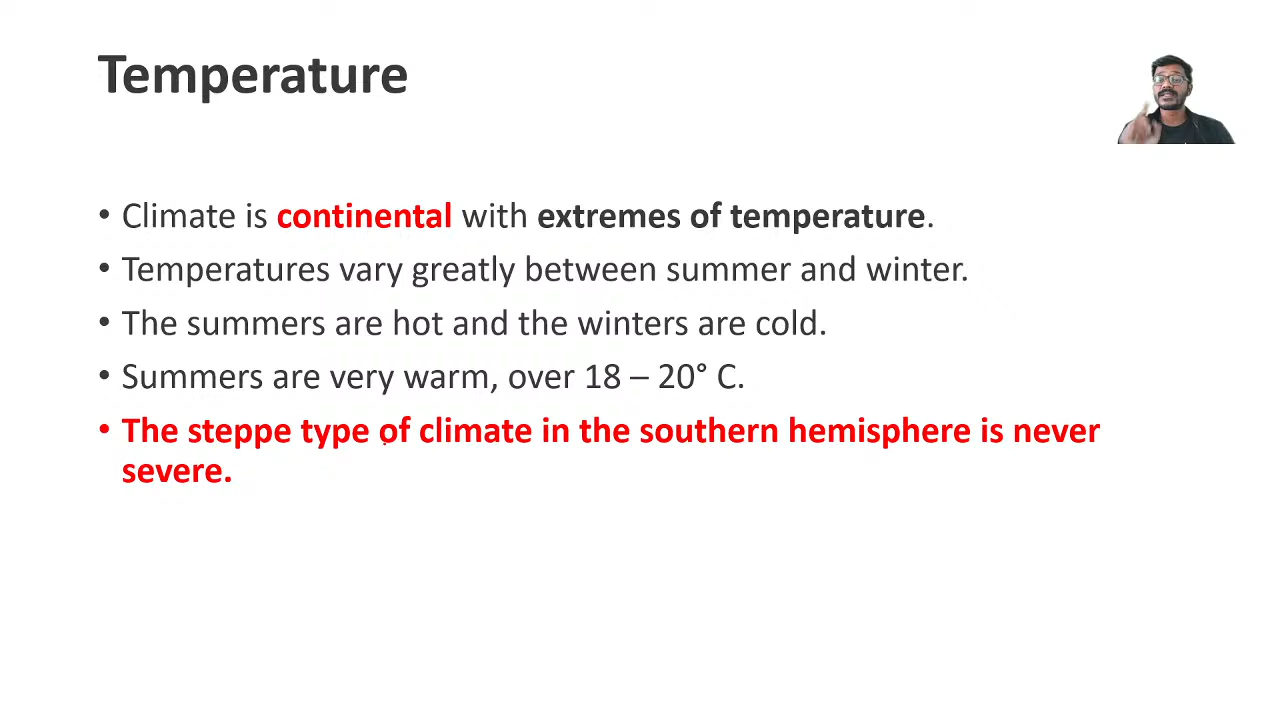 Temperature
• Climate is continental with extremes of temperature.
• Temperatures vary greatly between summer and winter.
• The summers are hot and the winters are cold.
• Summers are very warm, over 18 – 20° C.
• The steppe type of climate in the southern hemisphere is never
severe.